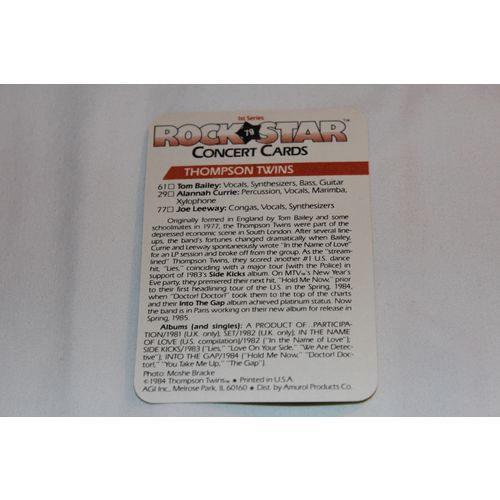 1st Series
ROCK 79 STAR™
CONCERT CARDS
THOMPSON TWINS
61□ Tom Bailey: Vocals, Synthesizers, Bass, Guitar
29□ Alannah Currie: Percussion, Vocals, Marimba,
Xylophone
77□ Joe Leeway: Congas, Vocals, Synthesizers
Originally formed in England by Tom Bailey and some
schoolmates in 1977, the Thompson Twins were part of the
depressed economic scene in South London. After several line-
ups, the band's fortunes changed dramatically when Bailey,
Currie and Leeway spontaneously wrote "In the Name of Love"
for an LP session and broke off from the group. As the "stream-
lined" Thompson Twins, they scored another #1 U.S. dance
hit, "Lies," coinciding with a major tour (with the Police) in
support of 1983's Side Kicks album. On MTV™'s New Year's
Eve party, they premiered their next hit, "Hold Me Now," prior
to their first headlining tour of the U.S. in the Spring, 1984,
when "Doctor! Doctor!" took them to the top of the charts
and their Into The Gap album achieved platinum status. Now
the band is in Paris working on their new album for release in
Spring, 1985.
Albums (and singles): A PRODUCT OF...PARTICIPA-
TION/1981 (U.K. only); SET/1982 (U.K. only); IN THE NAME
OF LOVE (U.S. compilation)/1982 ("In the Name of Love");
SIDE KICKS/1983 ("Lies," "Love On Your Side," "We Are Detec-
tive"); INTO THE GAP/1984 ("Hold Me Now," "Doctor! Doc-
tor!," "You Take Me Up," "The Gap").
Photo: Moshe Bracke
©1984 Thompson Twins™ ★ Printed in U.S.A.
AGI Inc., Melrose Park, IL 60160 ★ Dist. by Amurol Products Co.